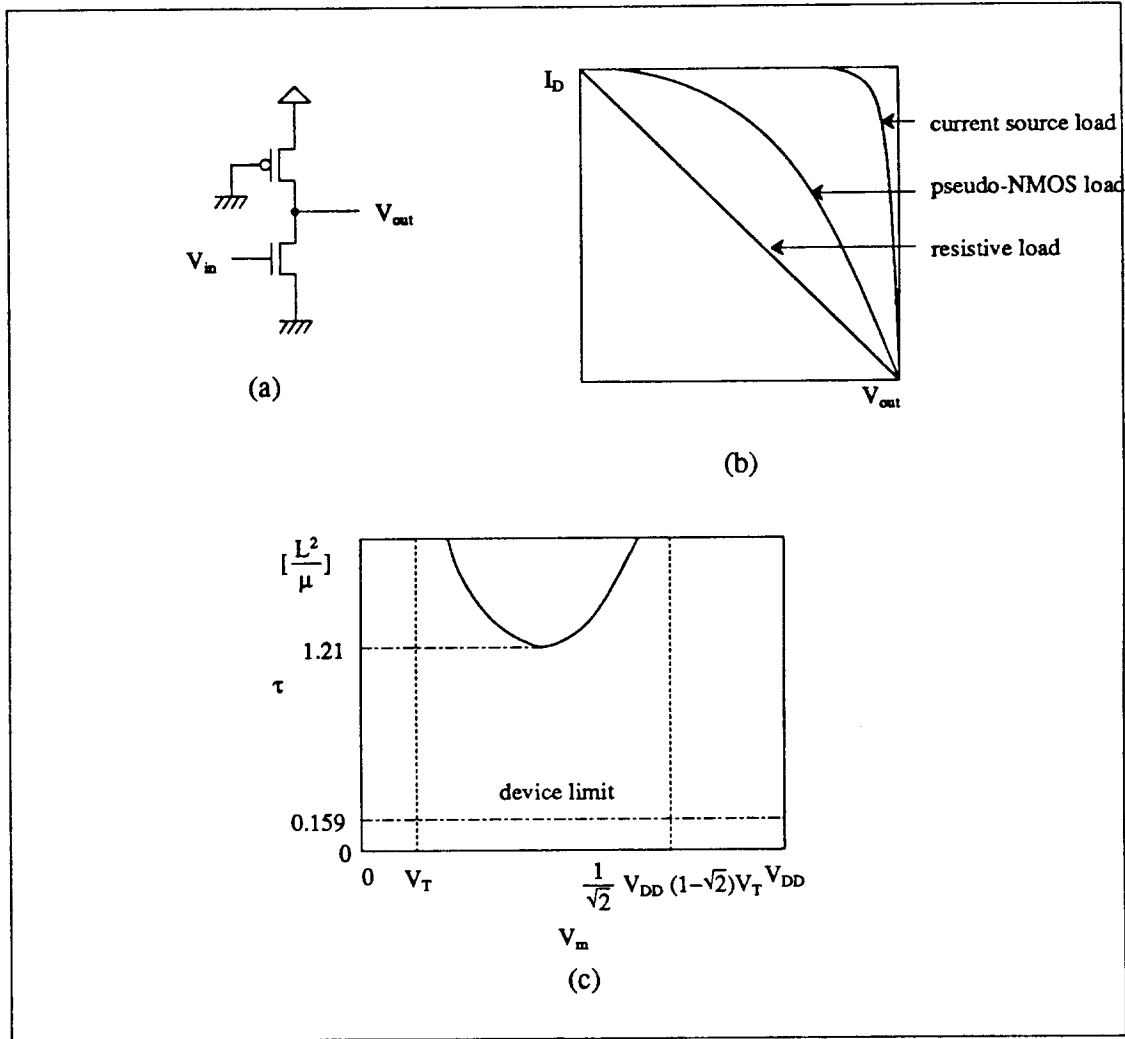 V_in
V_out
(a)
I_D
current source load
pseudo-NMOS load
resistive load
V_out
(b)
[L²/μ]
1.21
τ
device limit
0.159
0
0
V_T
1/√2 V_DD (1−√2)V_T
V_DD
V_m
(c)